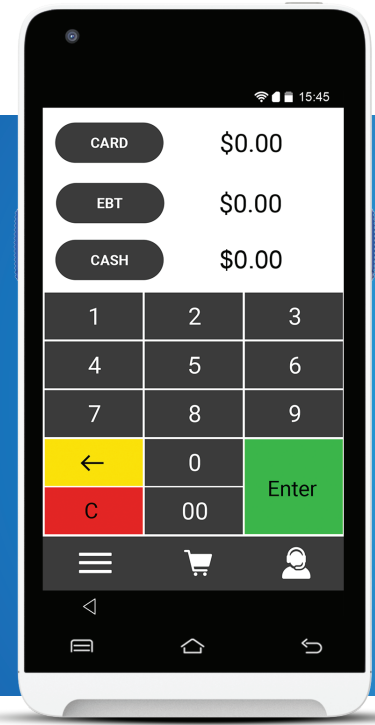 15:45
CARD $0.00
EBT $0.00
CASH $0.00
1 2 3
4 5 6
7 8 9
0
Enter
C 00